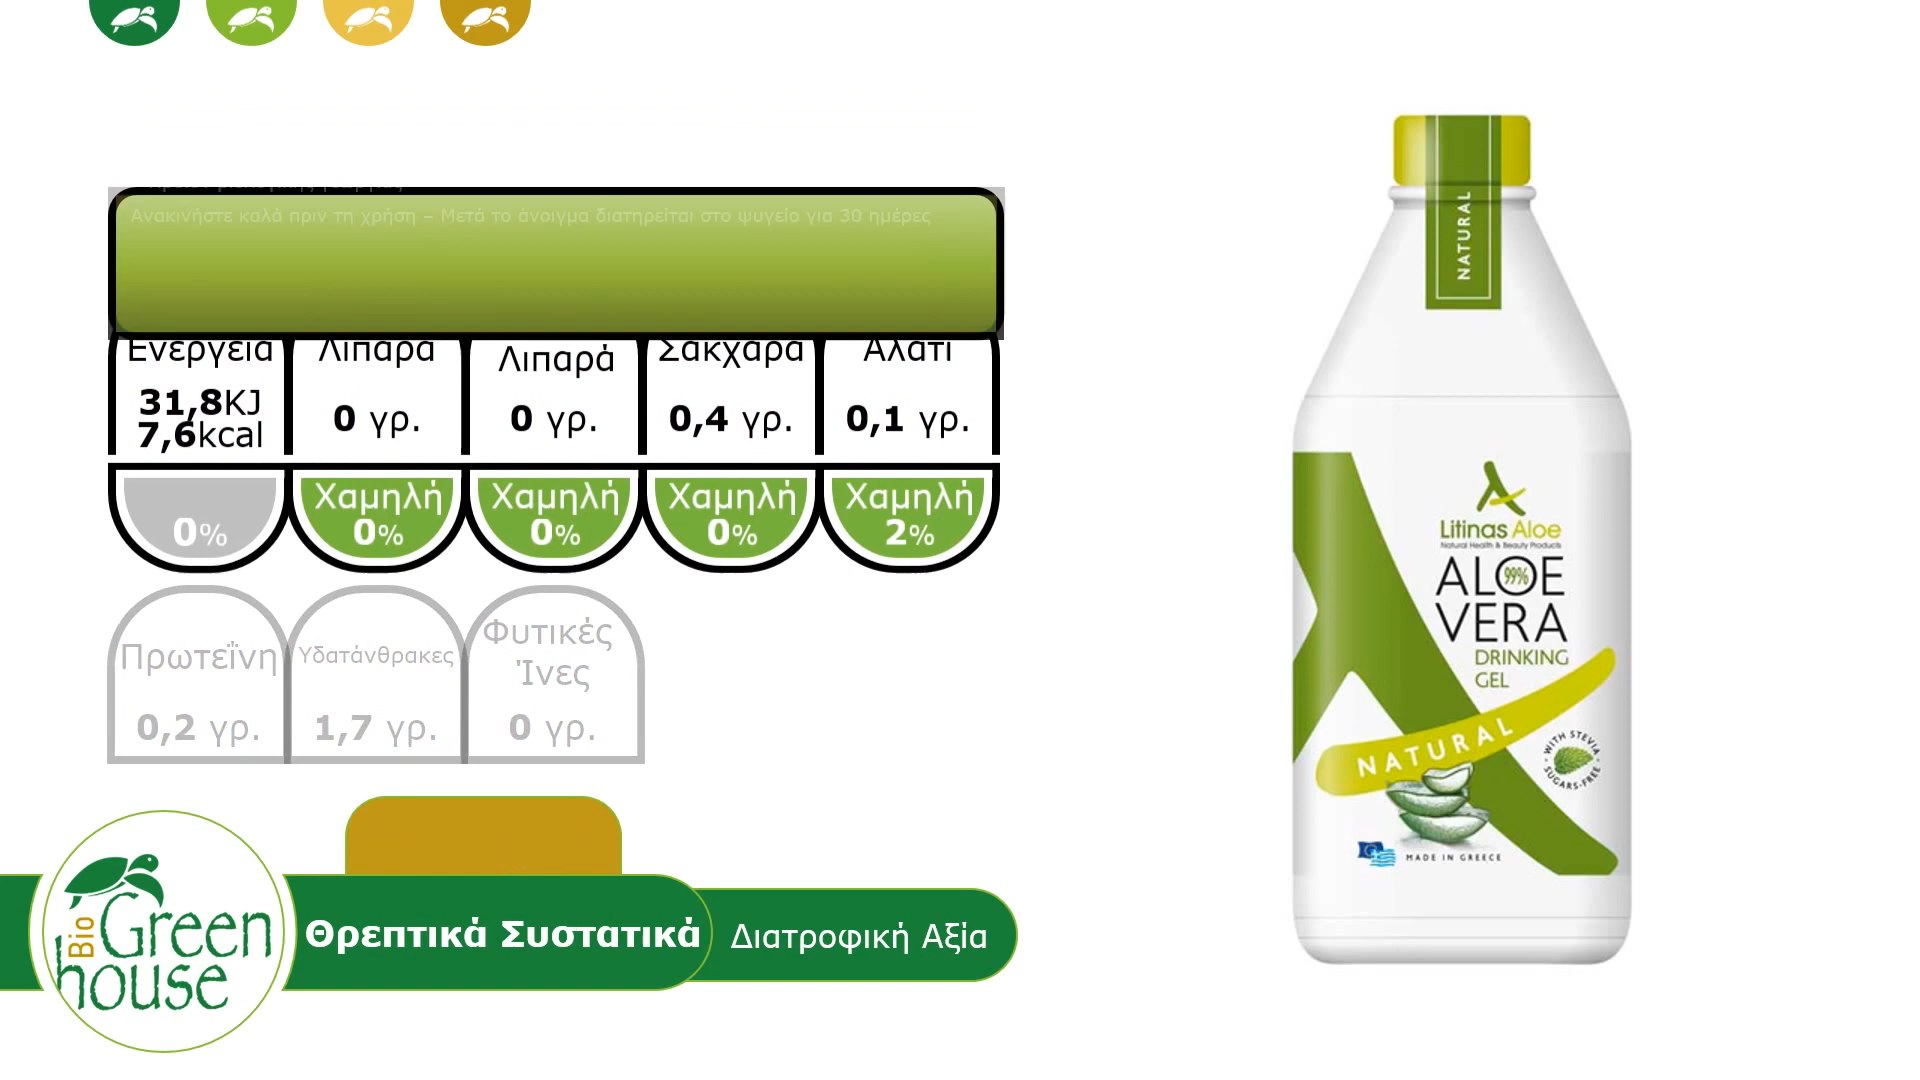 Ανακινήστε καλά πριν τη χρήση – Μετά το άνοιγμα διατηρείται στο ψυγείο για 30 ημέρες
Ενέργεια Λιπαρά Λιπαρά Σάκχαρα Αλάτι
31,8KJ
7,6kcal
0 γρ. 0 γρ. 0,4 γρ. 0,1 γρ.
Χαμηλή Χαμηλή Χαμηλή Χαμηλή
0% 0% 0% 0% 2%
Πρωτεΐνη Υδατάνθρακες Φυτικές Ίνες
0,2 γρ. 1,7 γρ. 0 γρ.
Bio Green house
Θρεπτικά Συστατικά
Διατροφική Αξία
NATURAL
Litinas Aloe
Natural Health & Beauty Products
ALOE
99%
VERA
DRINKING
GEL
NATURAL
WITH STEVIA
SUGARS-FREE
MADE IN GREECE